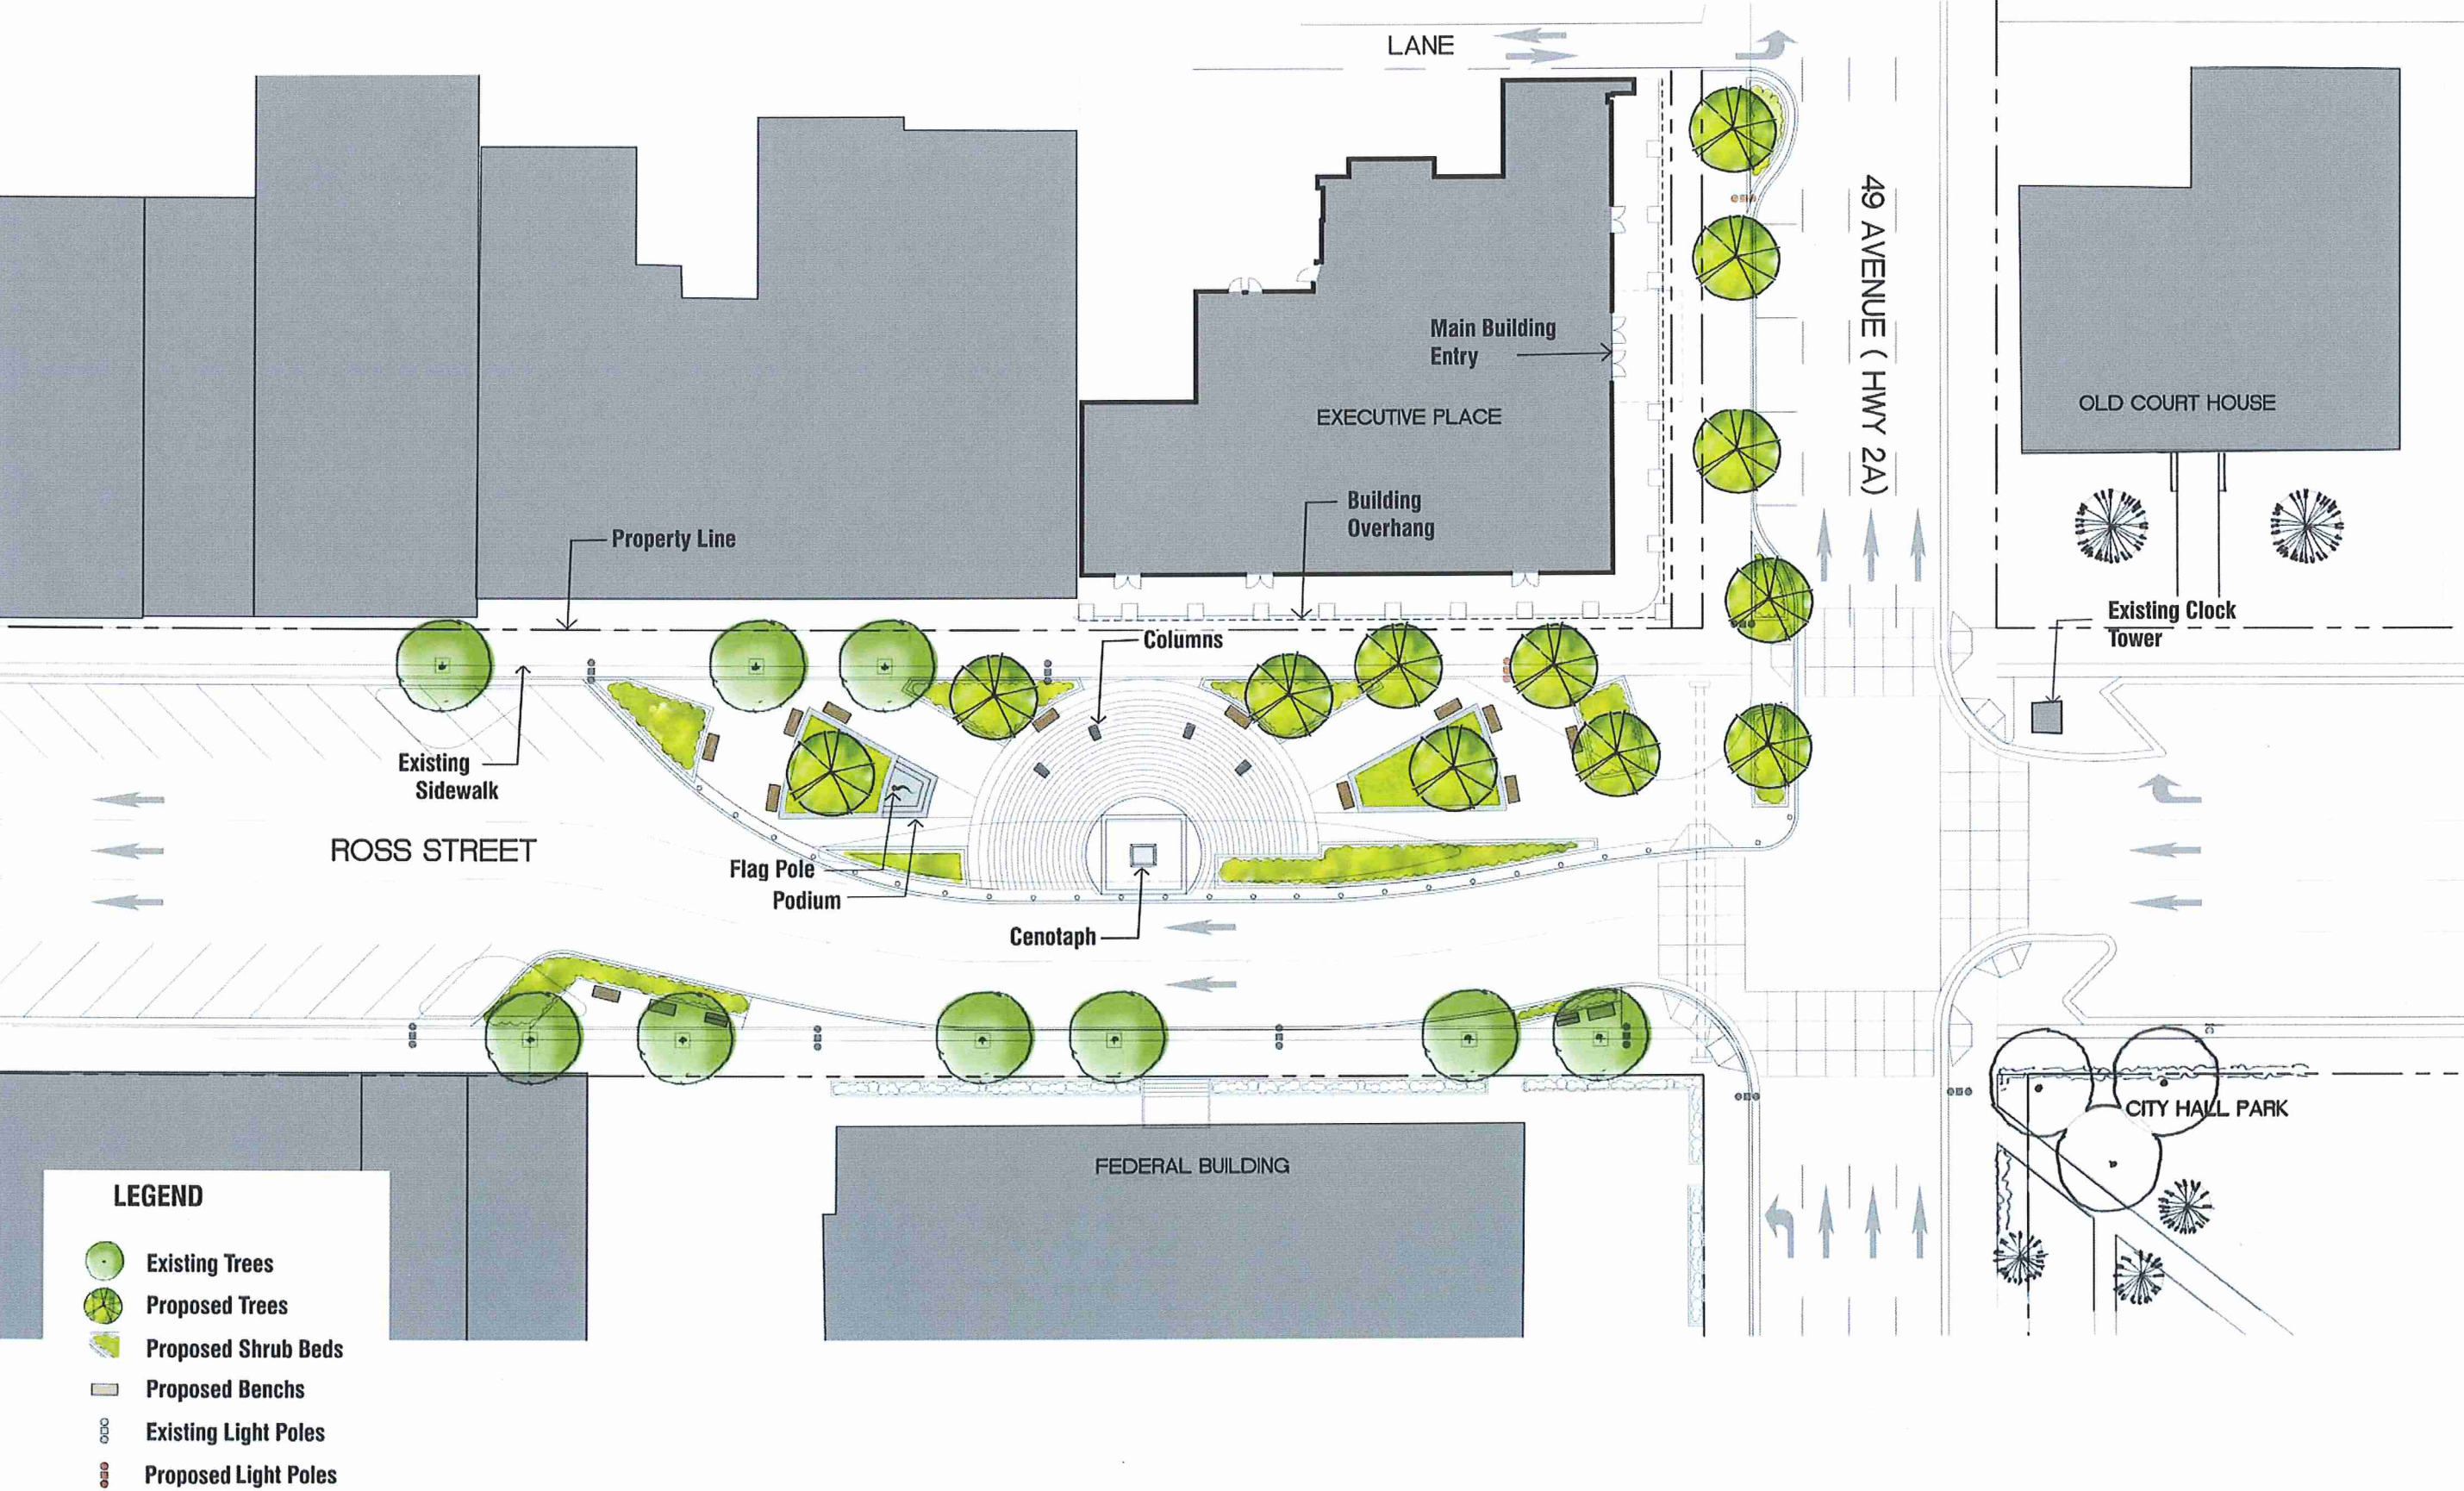 LANE
49 AVENUE ( HWY 2A)
Main Building
Entry
EXECUTIVE PLACE
OLD COURT HOUSE
Building
Overhang
Property Line
Columns
Existing Clock
Tower
Existing
Sidewalk
ROSS STREET
Flag Pole
Podium
Cenotaph
CITY HALL PARK
FEDERAL BUILDING
LEGEND
Existing Trees
Proposed Trees
Proposed Shrub Beds
Proposed Benchs
Existing Light Poles
Proposed Light Poles